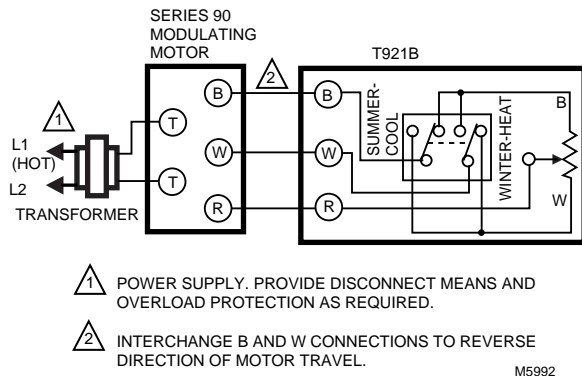 SERIES 90
MODULATING
MOTOR
T921B
2
1
L1
(HOT)
L2
TRANSFORMER
T
T
B
W
R
B
W
R
SUMMER-
COOL
WINTER-HEAT
B
W
1 POWER SUPPLY. PROVIDE DISCONNECT MEANS AND
OVERLOAD PROTECTION AS REQUIRED.
2 INTERCHANGE B AND W CONNECTIONS TO REVERSE
DIRECTION OF MOTOR TRAVEL.
M5992